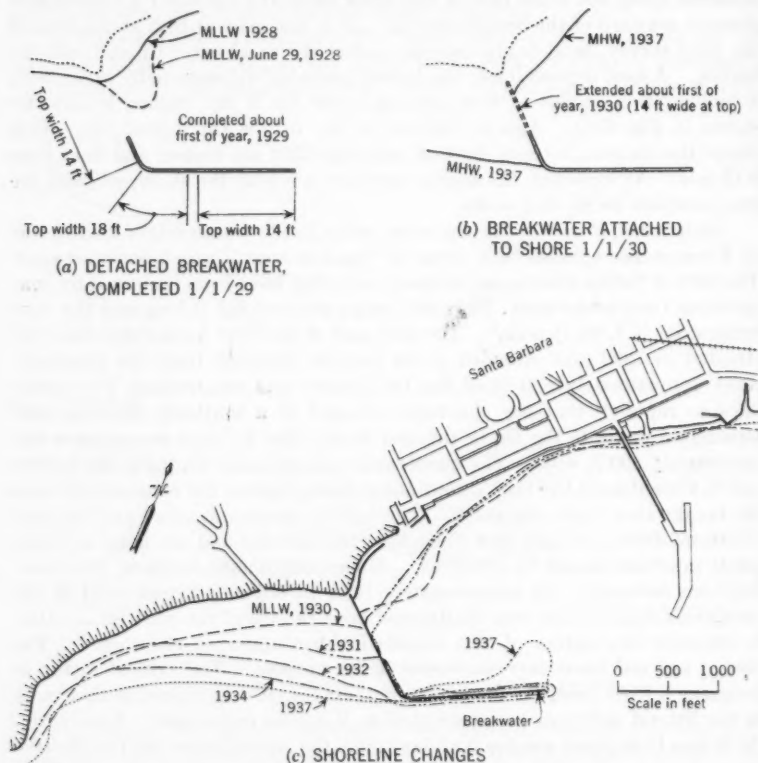 MLLW 1928
MLLW, June 29, 1928
Completed about
first of year, 1929
Top width 14 ft
Top width 18 ft
Top width 14 ft
(a) DETACHED BREAKWATER,
COMPLETED 1/1/29
MHW, 1937
Extended about first of
year, 1930 (14 ft wide at top)
MHW, 1937
(b) BREAKWATER ATTACHED
TO SHORE 1/1/30
Santa Barbara
MLLW, 1930
1931
1932
1934
1937
1937
Breakwater
0 500 1000
Scale in feet
(c) SHORELINE CHANGES